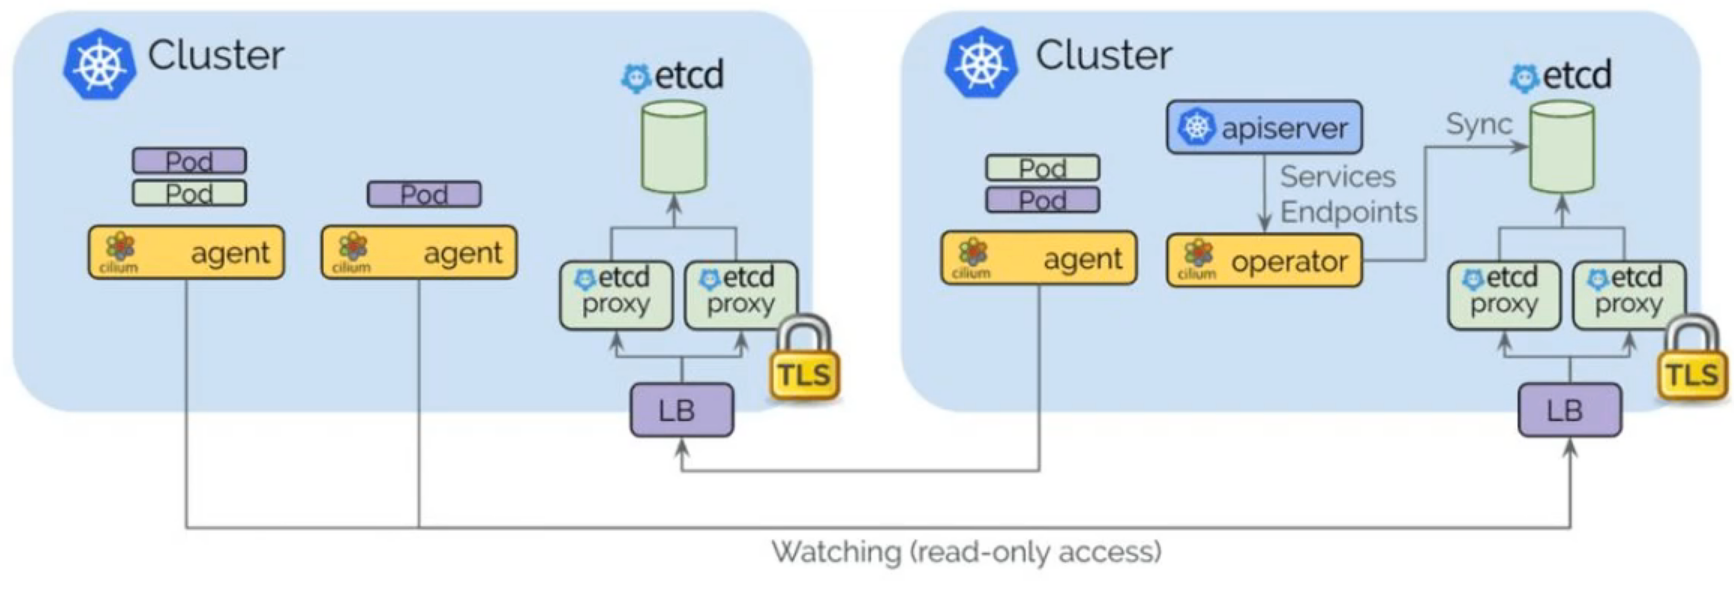 Cluster
etcd
Pod
Pod
Pod
cilium agent
cilium agent
etcd
proxy
etcd
proxy
TLS
LB
Cluster
etcd
apiserver
Sync
Services
Endpoints
Pod
Pod
cilium agent
cilium operator
etcd
proxy
etcd
proxy
TLS
LB
Watching (read-only access)